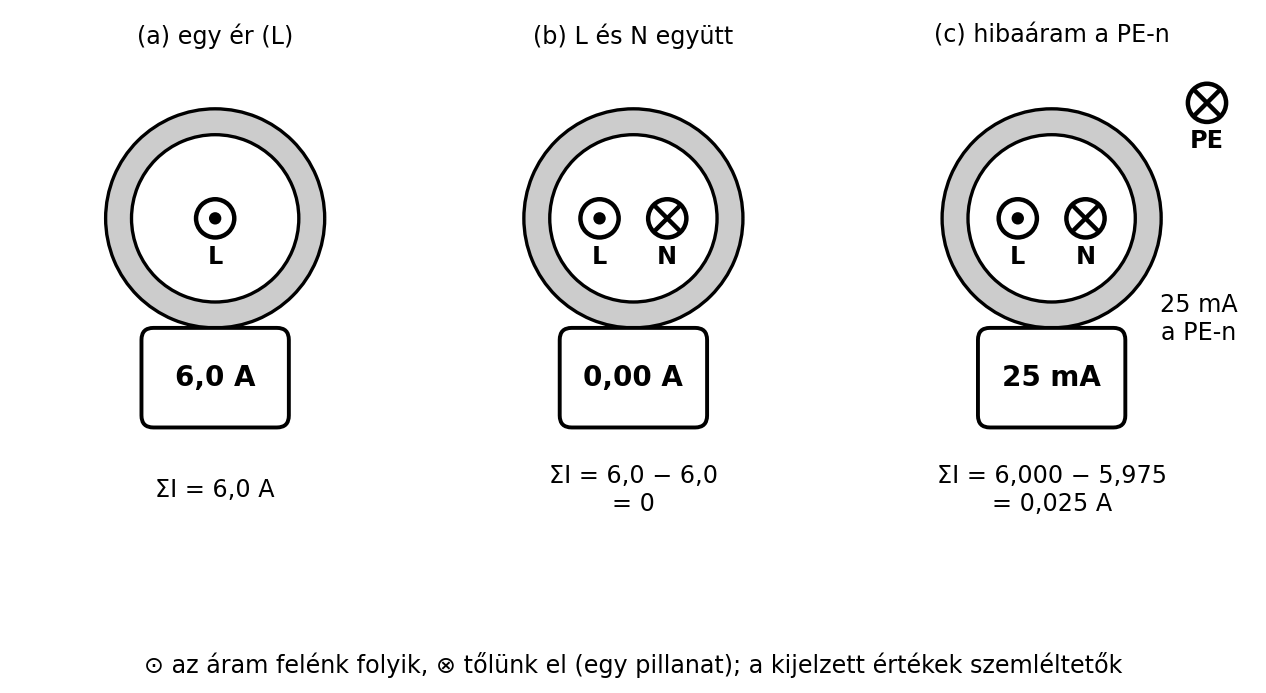 (a) egy ér (L)
L
6,0 A
ΣI = 6,0 A
(b) L és N együtt
L N
0,00 A
ΣI = 6,0 − 6,0
= 0
(c) hibaáram a PE-n
PE
L N
25 mA
a PE-n
25 mA
ΣI = 6,000 − 5,975
= 0,025 A
⊙ az áram felénk folyik, ⊗ tőlünk el (egy pillanat); a kijelzett értékek szemléltetők